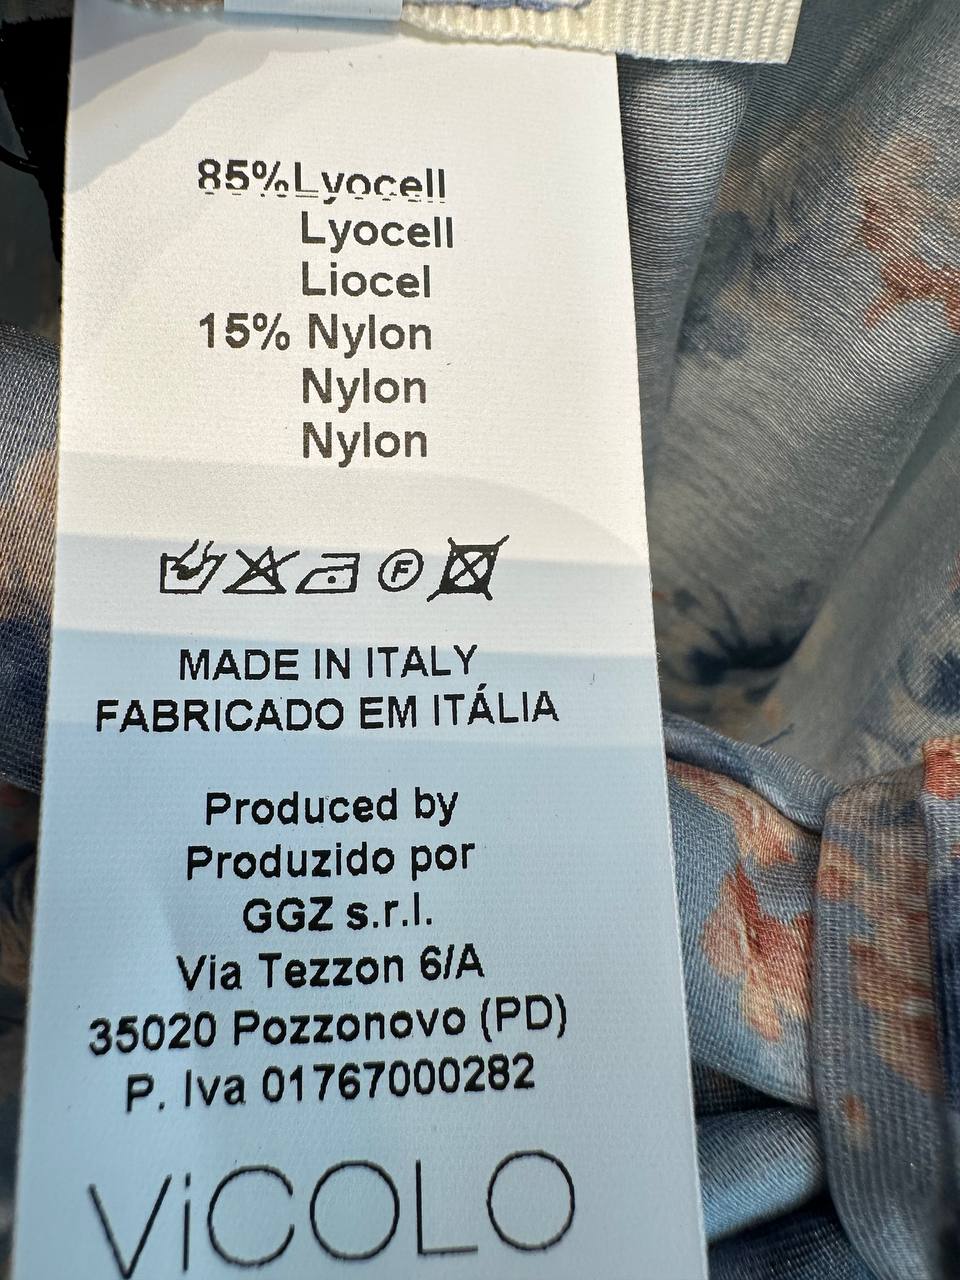 85%Lyocell
Lyocell
Liocel
15% Nylon
Nylon
Nylon
F
MADE IN ITALY
FABRICADO EM ITÁLIA
Produced by
Produzido por
GGZ s.r.l.
Via Tezzon 6/A
35020 Pozzonovo (PD)
P. Iva 01767000282
ViCOLO